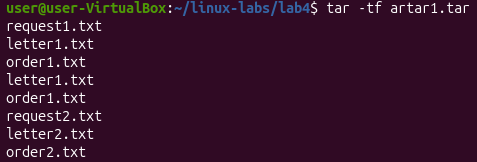 user@user-VirtualBox:~/linux-labs/lab4$ tar -tf artar1.tar
request1.txt
letter1.txt
order1.txt
letter1.txt
order1.txt
request2.txt
letter2.txt
order2.txt